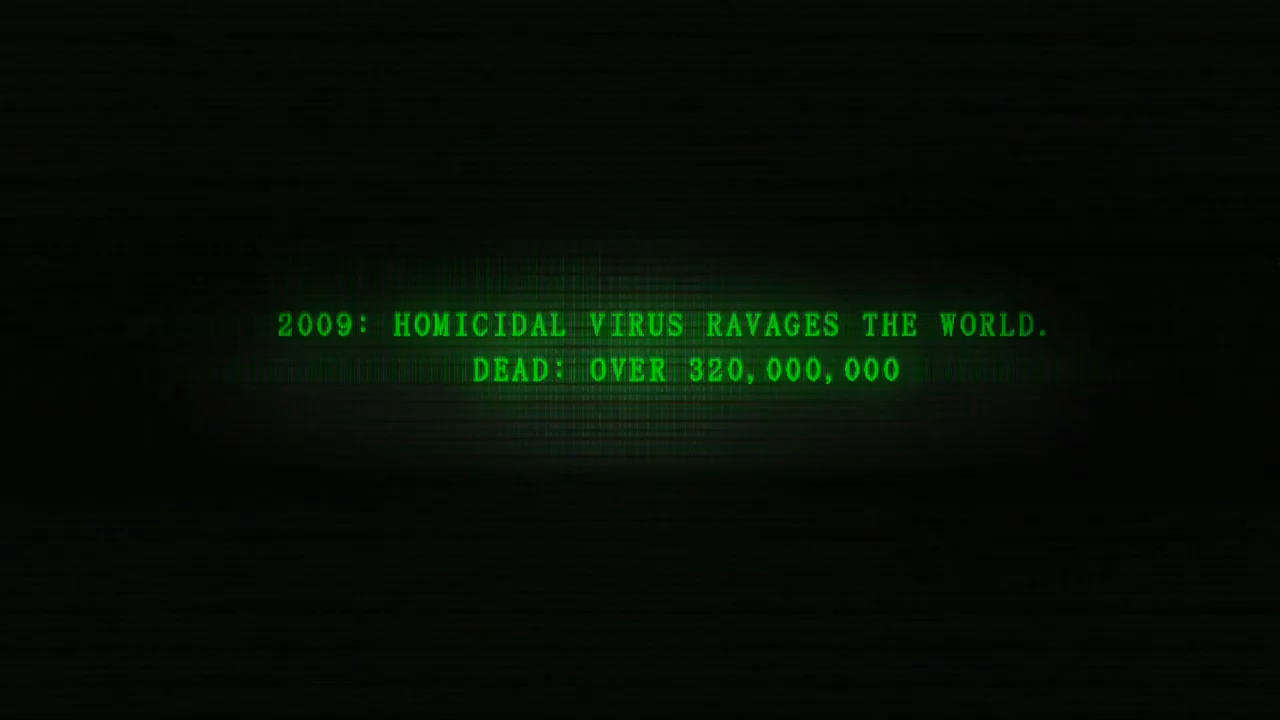 2009: HOMICIDAL VIRUS RAVAGES THE WORLD.
DEAD: OVER 320,000,000